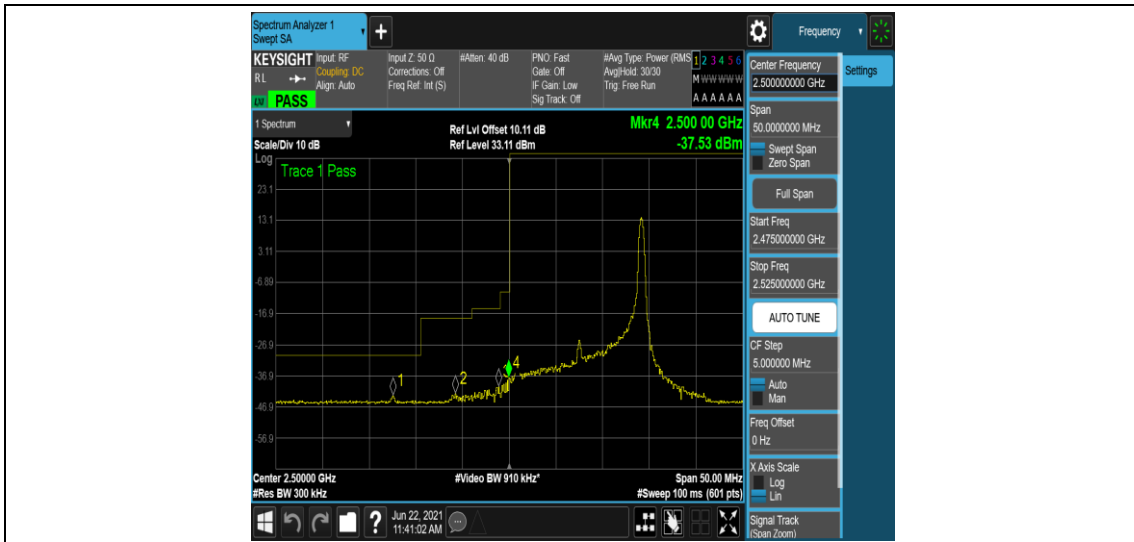 Spectrum Analyzer 1
Swept SA
+
Frequency
KEYSIGHT
RL
LXI
PASS
Input: RF
Coupling: DC
Align: Auto
Input Z: 50 Ω
Corrections: Off
Freq Ref: Int (S)
#Atten: 40 dB
PNO: Fast
Gate: Off
IF Gain: Low
Sig Track: Off
#Avg Type: Power (RMS
Avg|Hold: 30/30
Trig: Free Run
1 2 3 4 5 6
M W W W W W
A A A A A A
1 Spectrum
Scale/Div 10 dB
Ref Lvl Offset 10.11 dB
Ref Level 33.11 dBm
Mkr4 2.500 00 GHz
-37.53 dBm
Log
Trace 1 Pass
23.1
13.1
3.11
-6.89
-16.9
-26.9
-36.9
-46.9
-56.9
1
2
4
Center 2.50000 GHz
#Res BW 300 kHz
#Video BW 910 kHz*
Span 50.00 MHz
#Sweep 100 ms (601 pts)
Center Frequency
2.500000000 GHz
Settings
Span
50.0000000 MHz
Swept Span
Zero Span
Full Span
Start Freq
2.475000000 GHz
Stop Freq
2.525000000 GHz
AUTO TUNE
CF Step
5.000000 MHz
Auto
Man
Freq Offset
0 Hz
X Axis Scale
Log
Lin
Signal Track
(Span Zoom)
?
Jun 22, 2021
11:41:02 AM